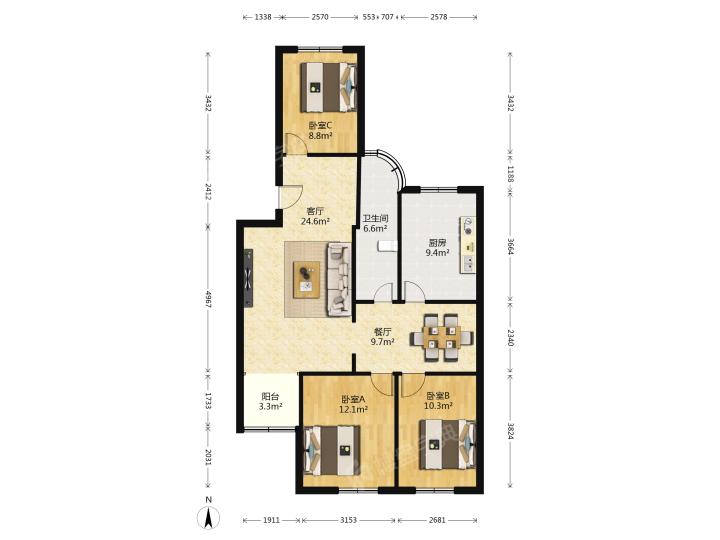 1338 2570 553 707 2578
3432
2412
4967
1733
2031
3432
1188
3664
2340
3824
卧室C
8.8m²
客厅
24.6m²
卫生间
6.6m²
厨房
9.4m²
餐厅
9.7m²
阳台
3.3m²
卧室A
12.1m²
卧室B
10.3m²
N
1911 3153 2681